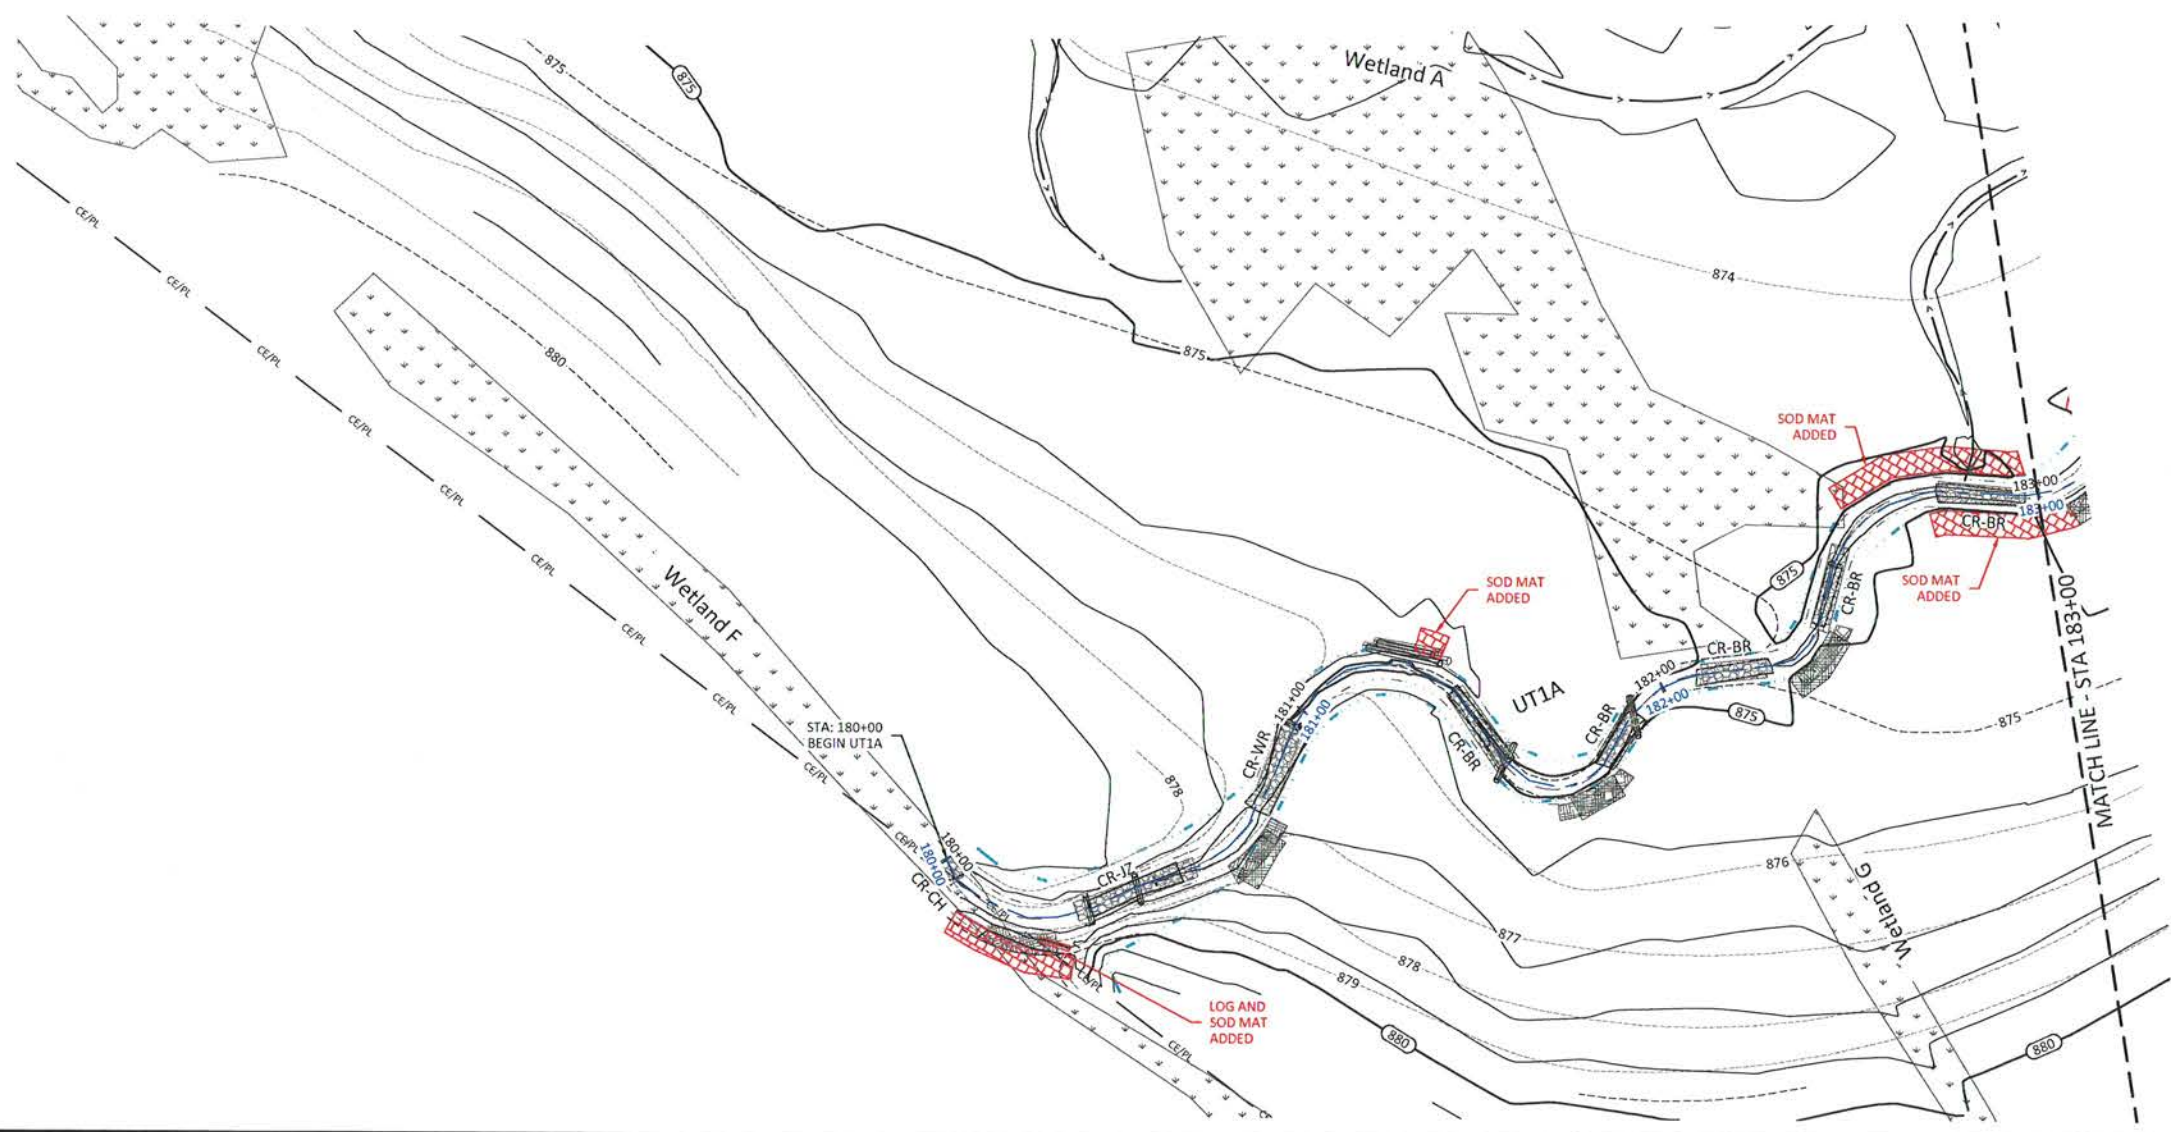 875
875
Wetland A
CE/PL
CE/PL
874
CE/PL
880
875
CE/PL
SOD MAT
ADDED
CE/PL
183+00
183+00
CR-BR
CE/PL
Wetland F
SOD MAT
ADDED
875
CR-BR
SOD MAT
ADDED
CE/PL
CR-BR
182+00
182+00
UT1A
181+00
181+00
CR-BR
875
875
MATCH LINE - STA 183+00
CE/PL
STA: 180+00
BEGIN UT1A
CR-WR
CR-BR
CE/PL
878
CE/PL
180+00
180+00
CR-JZ
876
Wetland G
CR-CH
CE/PL
877
878
879
CE/PL
LOG AND
SOD MAT
ADDED
880
CE/PL
880